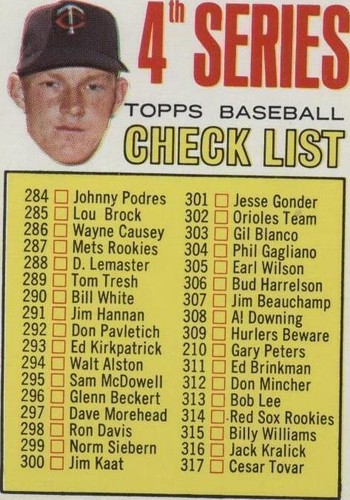 TC
4th SERIES
TOPPS BASEBALL
CHECK LIST
284 Johnny Podres
285 Lou Brock
286 Wayne Causey
287 Mets Rookies
288 D. Lemaster
289 Tom Tresh
290 Bill White
291 Jim Hannan
292 Don Pavletich
293 Ed Kirkpatrick
294 Walt Alston
295 Sam McDowell
296 Glenn Beckert
297 Dave Morehead
298 Ron Davis
299 Norm Siebern
300 Jim Kaat
301 Jesse Gonder
302 Orioles Team
303 Gil Blanco
304 Phil Gagliano
305 Earl Wilson
306 Bud Harrelson
307 Jim Beauchamp
308 Al Downing
309 Hurlers Beware
210 Gary Peters
311 Ed Brinkman
312 Don Mincher
313 Bob Lee
314 Red Sox Rookies
315 Billy Williams
316 Jack Kralick
317 Cesar Tovar